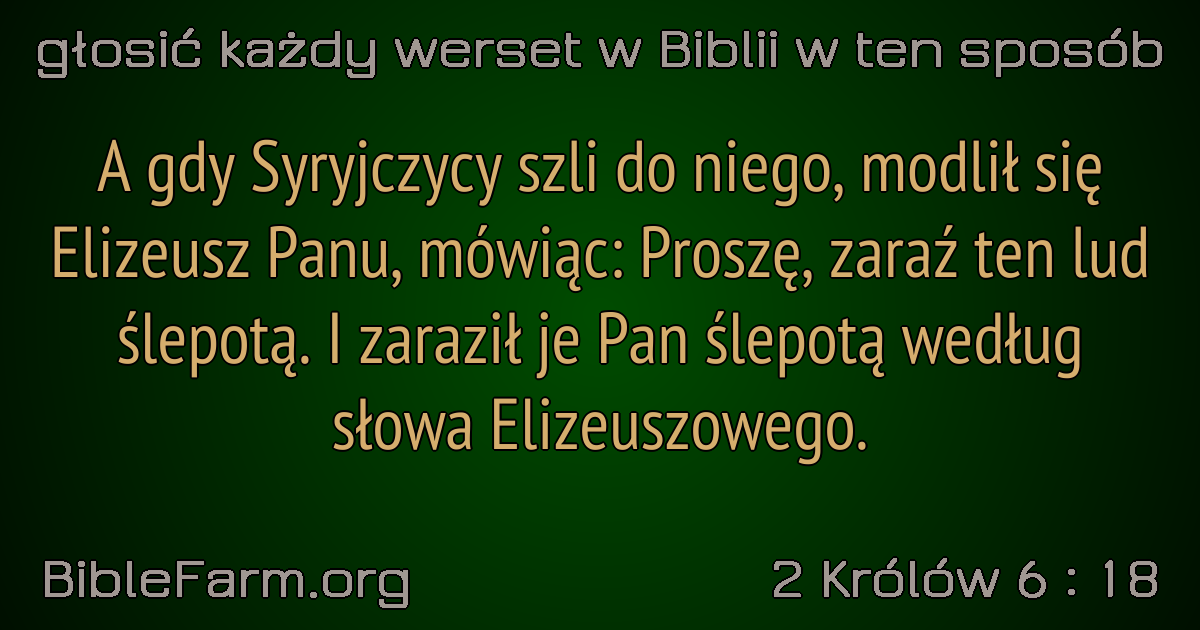 głosić każdy werset w Biblii w ten sposób
A gdy Syryjczycy szli do niego, modlił się
Elizeusz Panu, mówiąc: Proszę, zaraź ten lud
ślepotą. I zaraził je Pan ślepotą według
słowa Elizeuszowego.
BibleFarm.org
2 Królów 6 : 18